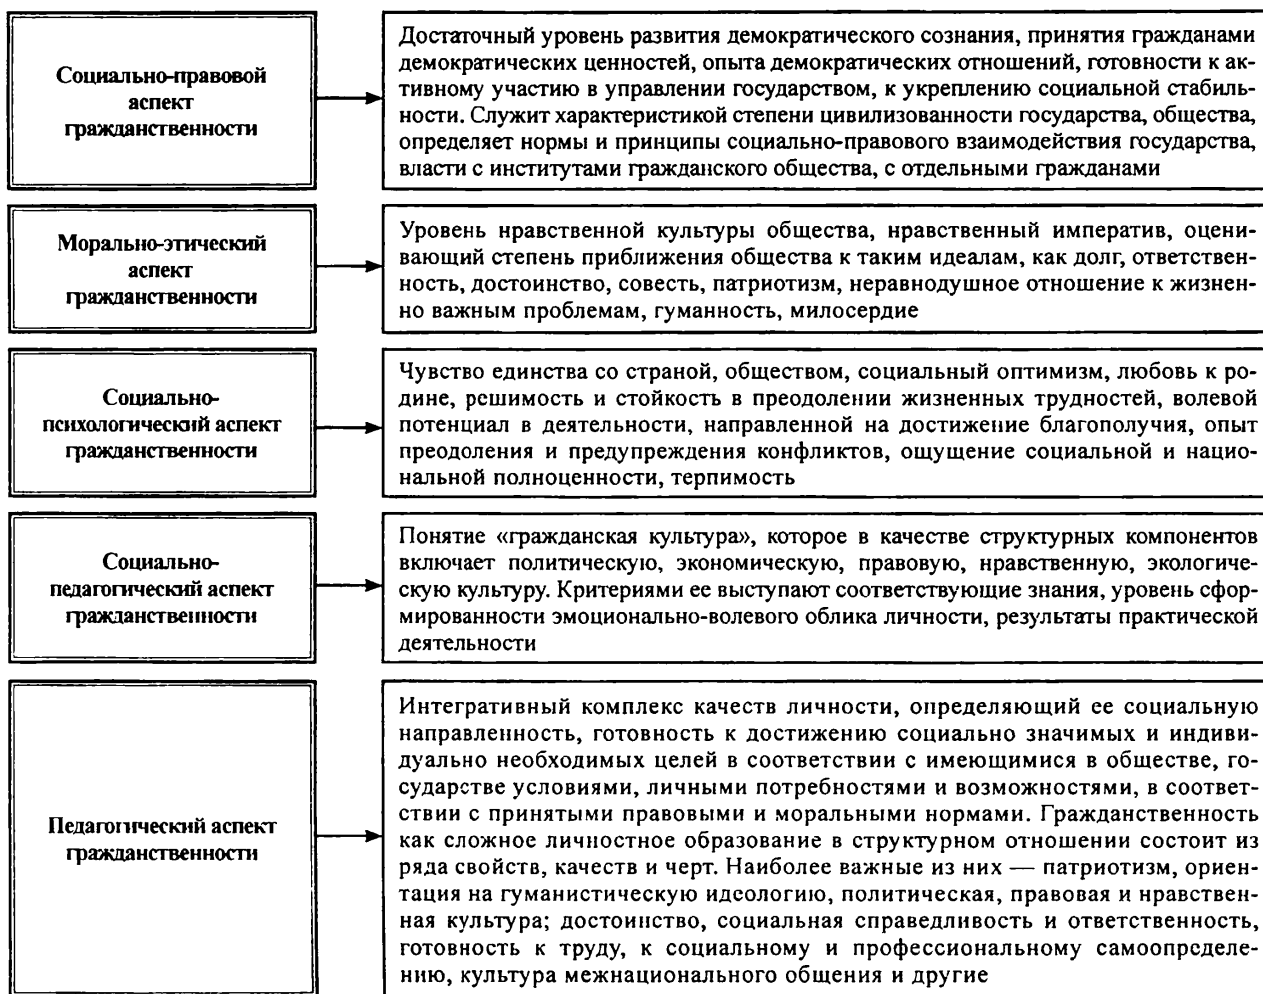 Социально-правовой
аспект
гражданственности
Достаточный уровень развития демократического сознания, принятия гражданами
демократических ценностей, опыта демократических отношений, готовности к ак-
тивному участию в управлении государством, к укреплению социальной стабиль-
ности. Служит характеристикой степени цивилизованности государства, общества,
определяет нормы и принципы социально-правового взаимодействия государства,
власти с институтами гражданского общества, с отдельными гражданами
Морально-этический
аспект
гражданственности
Уровень нравственной культуры общества, нравственный императив, оцени-
вающий степень приближения общества к таким идеалам, как долг, ответствен-
ность, достоинство, совесть, патриотизм, неравнодушное отношение к жизнен-
но важным проблемам, гуманность, милосердие
Социально-
психологический аспект
гражданственности
Чувство единства со страной, обществом, социальный оптимизм, любовь к ро-
дине, решимость и стойкость в преодолении жизненных трудностей, волевой
потенциал в деятельности, направленной на достижение благополучия, опыт
преодоления и предупреждения конфликтов, ощущение социальной и нацио-
нальной полноценности, терпимость
Социально-
педагогический аспект
гражданственности
Понятие «гражданская культура», которое в качестве структурных компонентов
включает политическую, экономическую, правовую, нравственную, экологиче-
скую культуру. Критериями ее выступают соответствующие знания, уровень сфор-
мированности эмоционально-волевого облика личности, результаты практической
деятельности
Педагогический аспект
гражданственности
Интегративный комплекс качеств личности, определяющий ее социальную
направленность, готовность к достижению социально значимых и индиви-
дуально необходимых целей в соответствии с имеющимися в обществе, го-
сударстве условиями, личными потребностями и возможностями, в соответ-
ствии с принятыми правовыми и моральными нормами. Гражданственность
как сложное личностное образование в структурном отношении состоит из
ряда свойств, качеств и черт. Наиболее важные из них — патриотизм, ориен-
тация на гуманистическую идеологию, политическая, правовая и нравствен-
ная культура; достоинство, социальная справедливость и ответственность,
готовность к труду, к социальному и профессиональному самоопределе-
нию, культура межнационального общения и другие